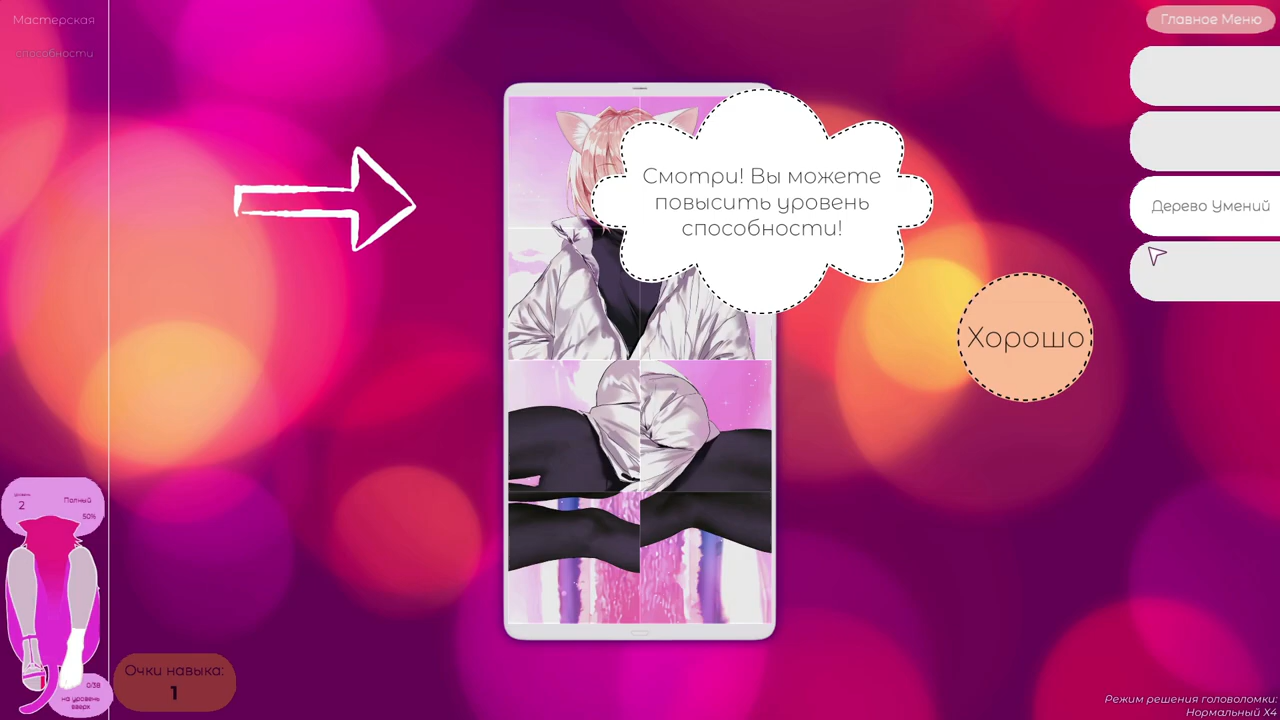 Мастерская
способности
Главное Меню
Смотри! Вы можете
повысить уровень
способности!
Дерево Умений
Хорошо
уровень
2
Полный
50%
0/38
на уровень
вверх
Очки навыка:
1
Режим решения головоломки:
Нормальный X4